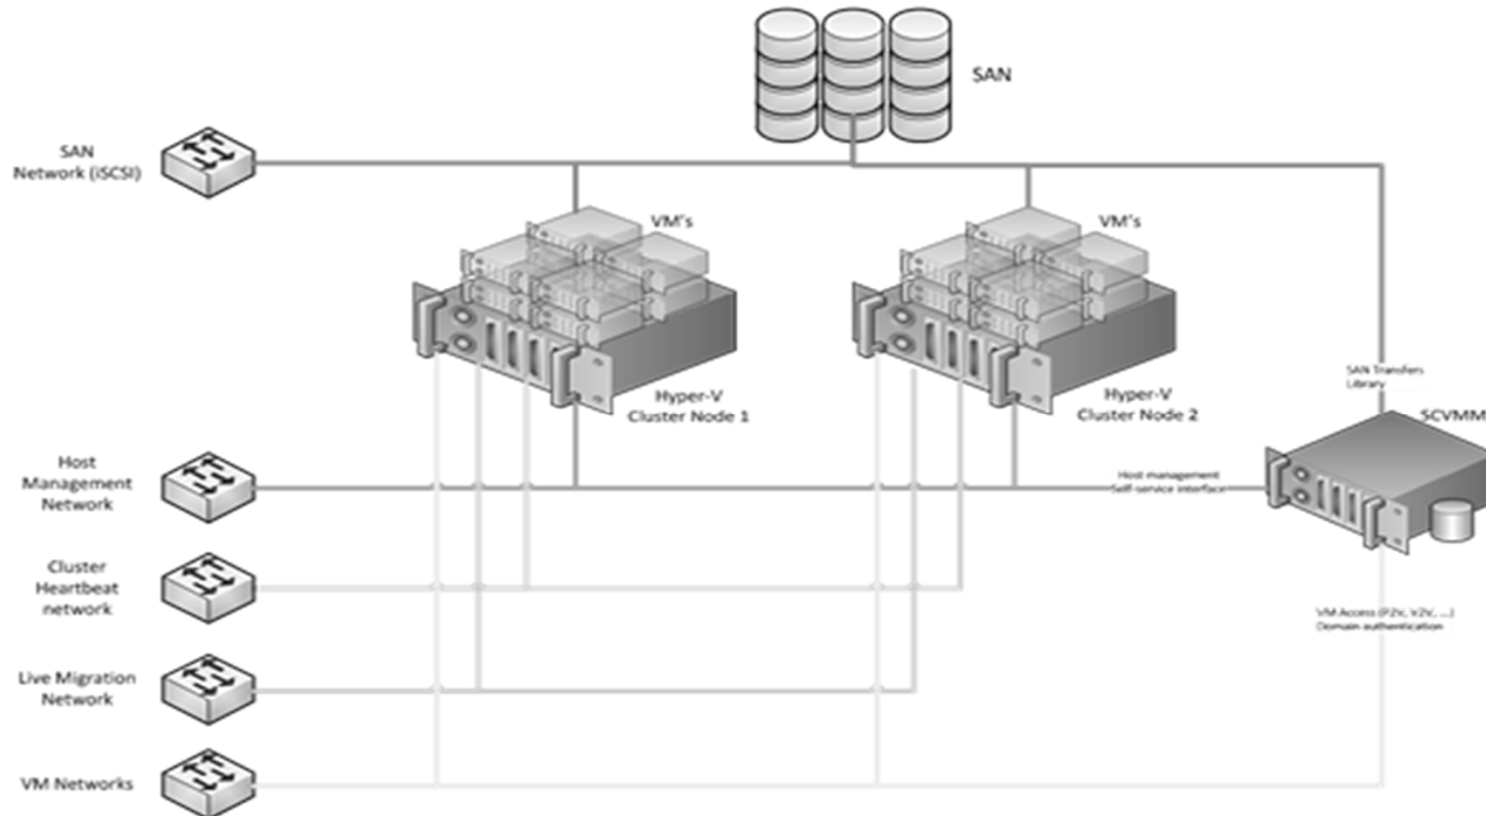 SAN
SAN
Network (iSCSI)
VM's
VM's
Hyper-V
Cluster Node 1
Hyper-V
Cluster Node 2
SAN Transfers
Library
SCVMM
Host
Management
Network
Host management
Self-service interface
Cluster
Heartbeat
network
VM Access (P2V, V2V, ...)
Domain authentication
Live Migration
Network
VM Networks